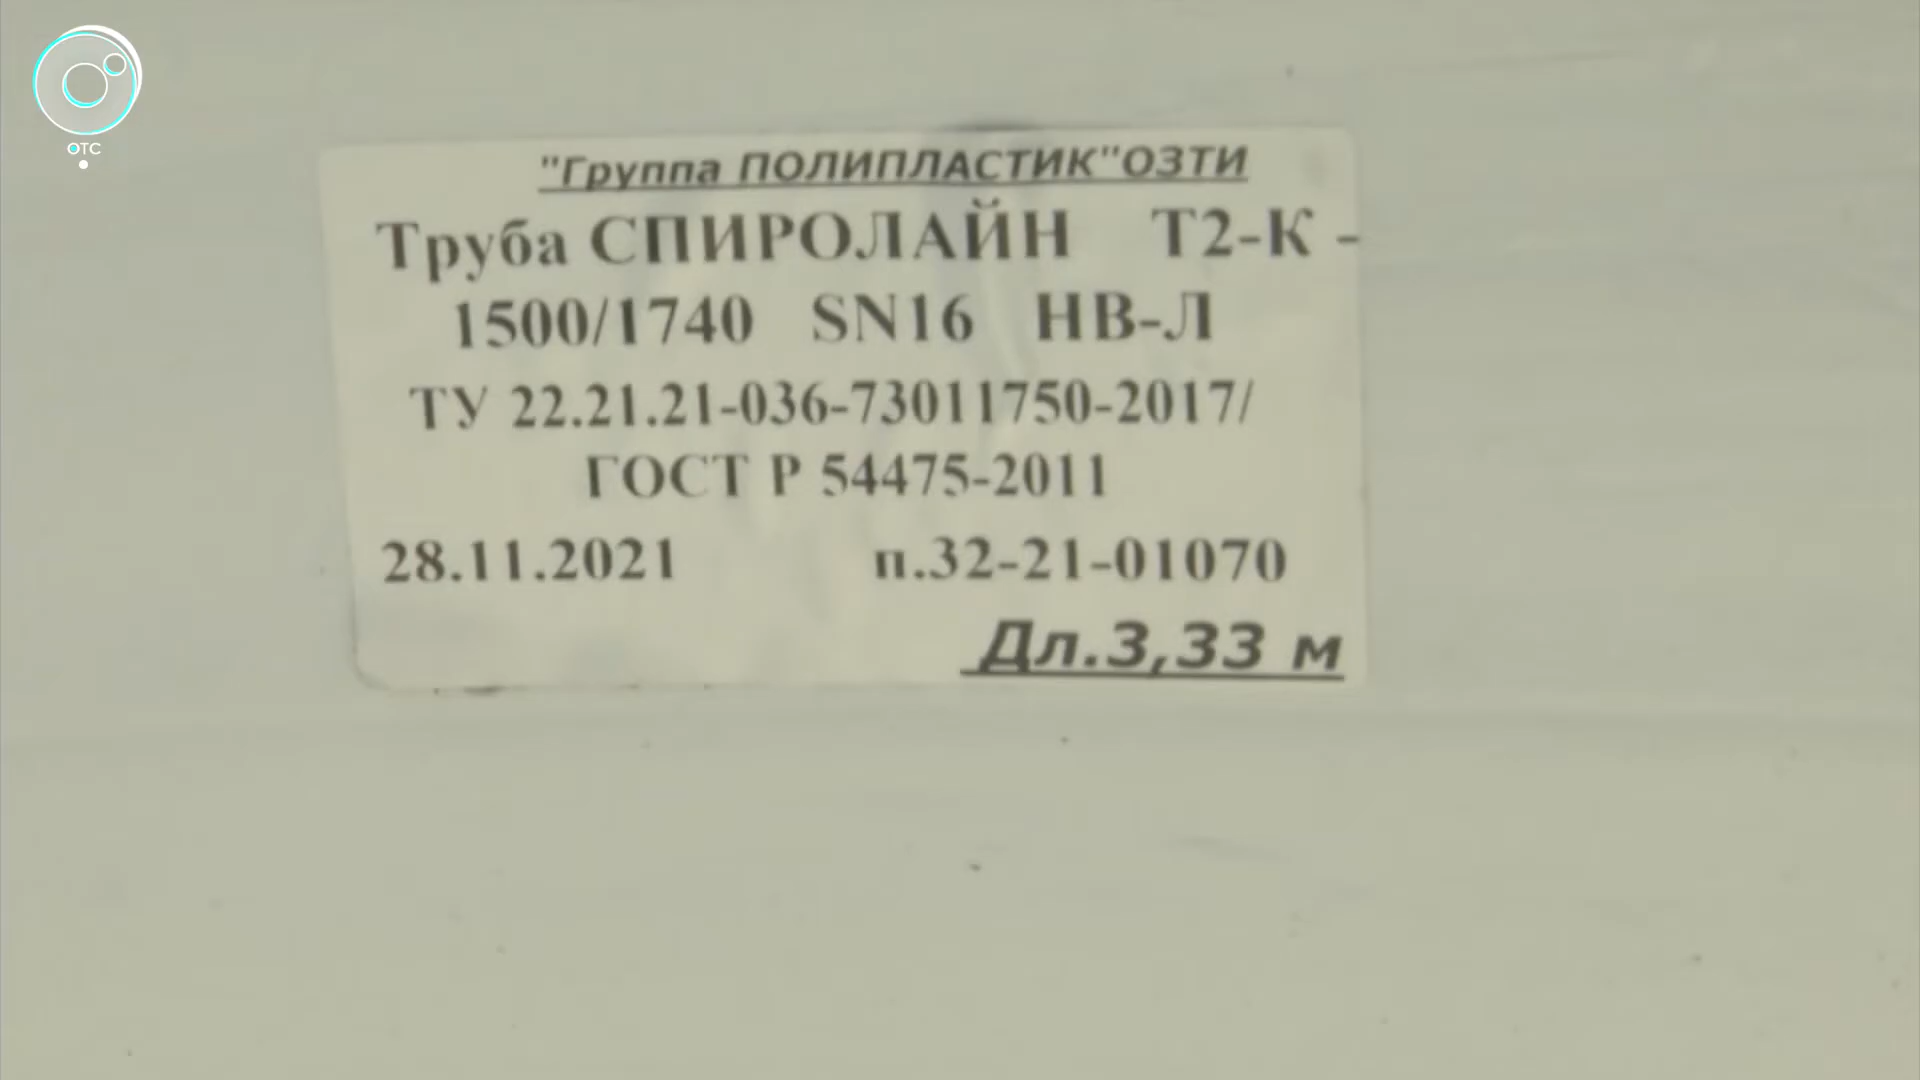 ОТС
"Группа ПОЛИПЛАСТИК"ОЗТИ
Труба СПИРОЛАЙН Т2-К -
1500/1740 SN16 НВ-Л
ТУ 22.21.21-036-73011750-2017/
ГОСТ Р 54475-2011
28.11.2021 п.32-21-01070
Дл.3,33 м